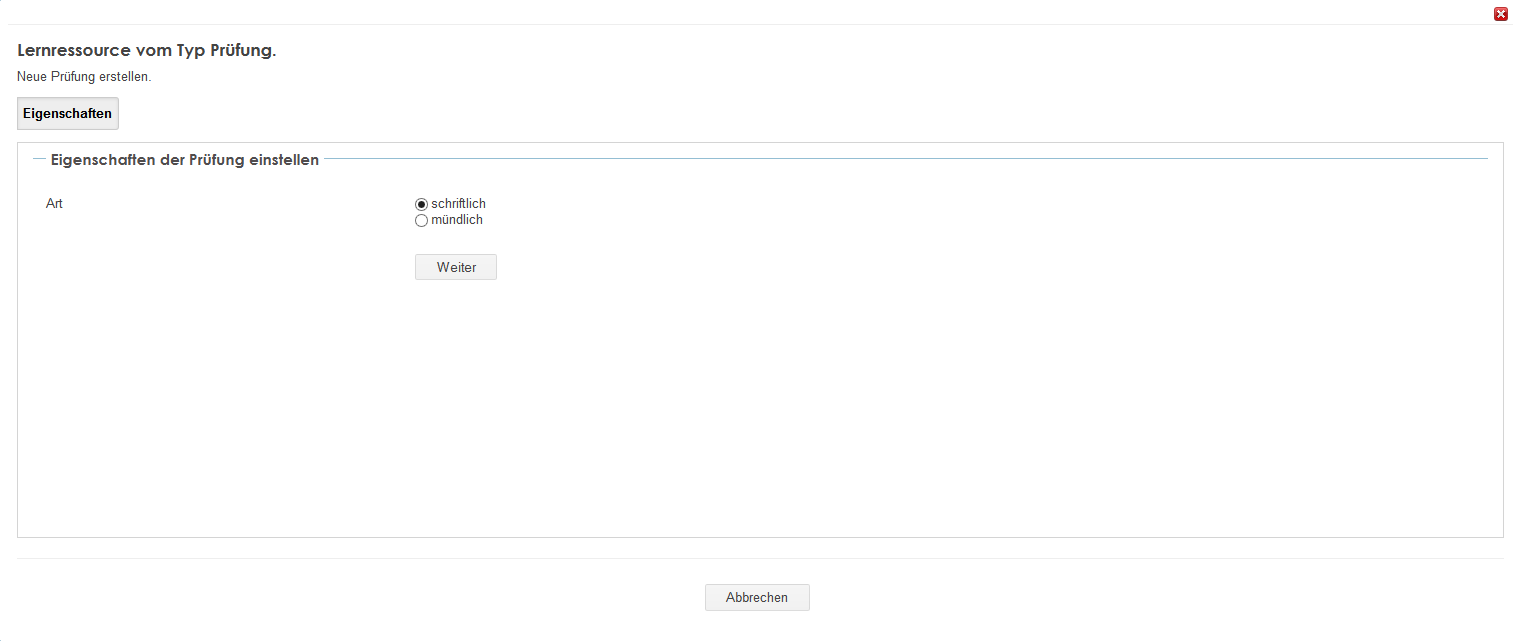 Lernressource vom Typ Prüfung.
Neue Prüfung erstellen.
Eigenschaften
Eigenschaften der Prüfung einstellen
Art
schriftlich
mündlich
Weiter
Abbrechen